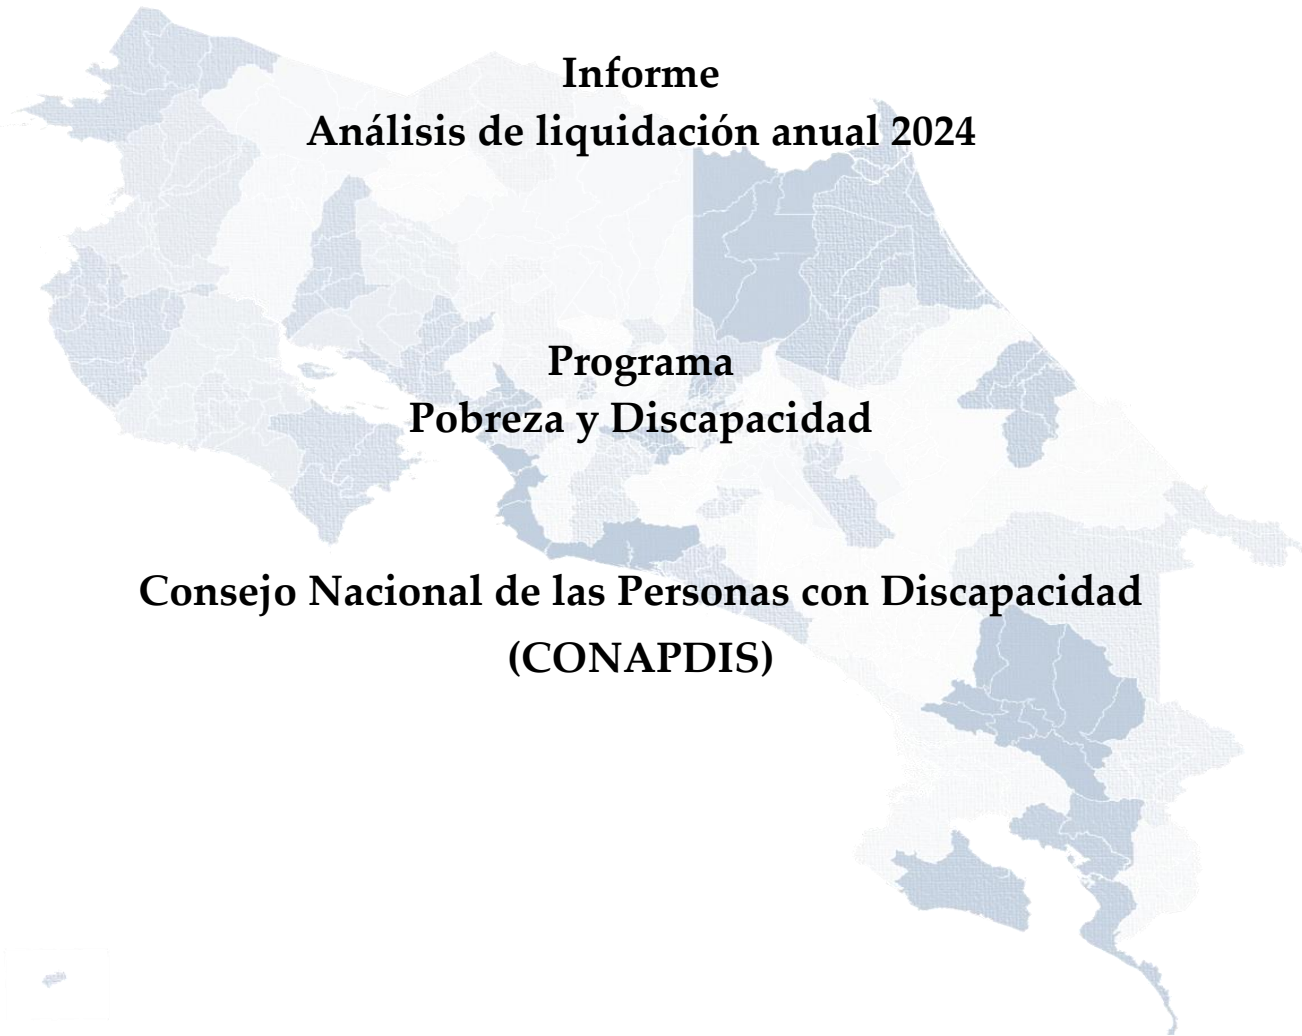 Informe
Análisis de liquidación anual 2024
Programa
Pobreza y Discapacidad
Consejo Nacional de las Personas con Discapacidad
(CONAPDIS)